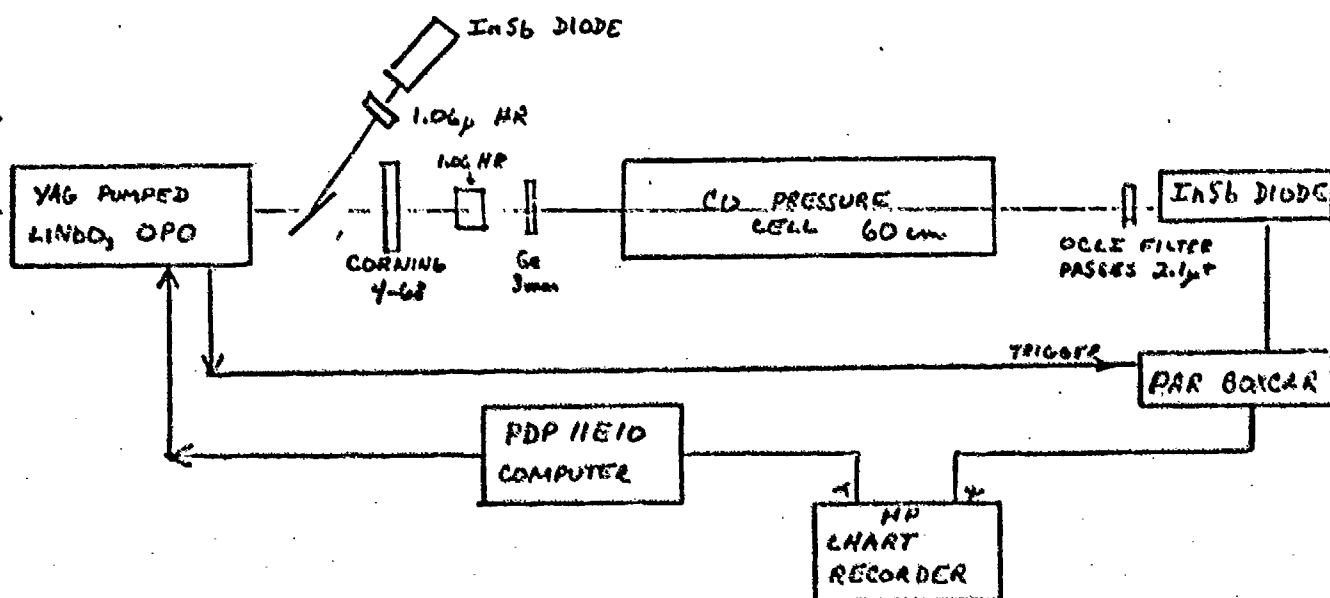 InSb DIODE
1.06μ HR
1.06 HR
YAG PUMPED
LINBO3 OPO
CORNING
4-68
Ge
3mm
CO PRESSURE
CELL 60 cm
OCLI FILTER
PASSES 2.1μ+
InSb DIODE
TRIGGER
PAR BOXCAR
PDP 11E10
COMPUTER
HP
CHART
RECORDER